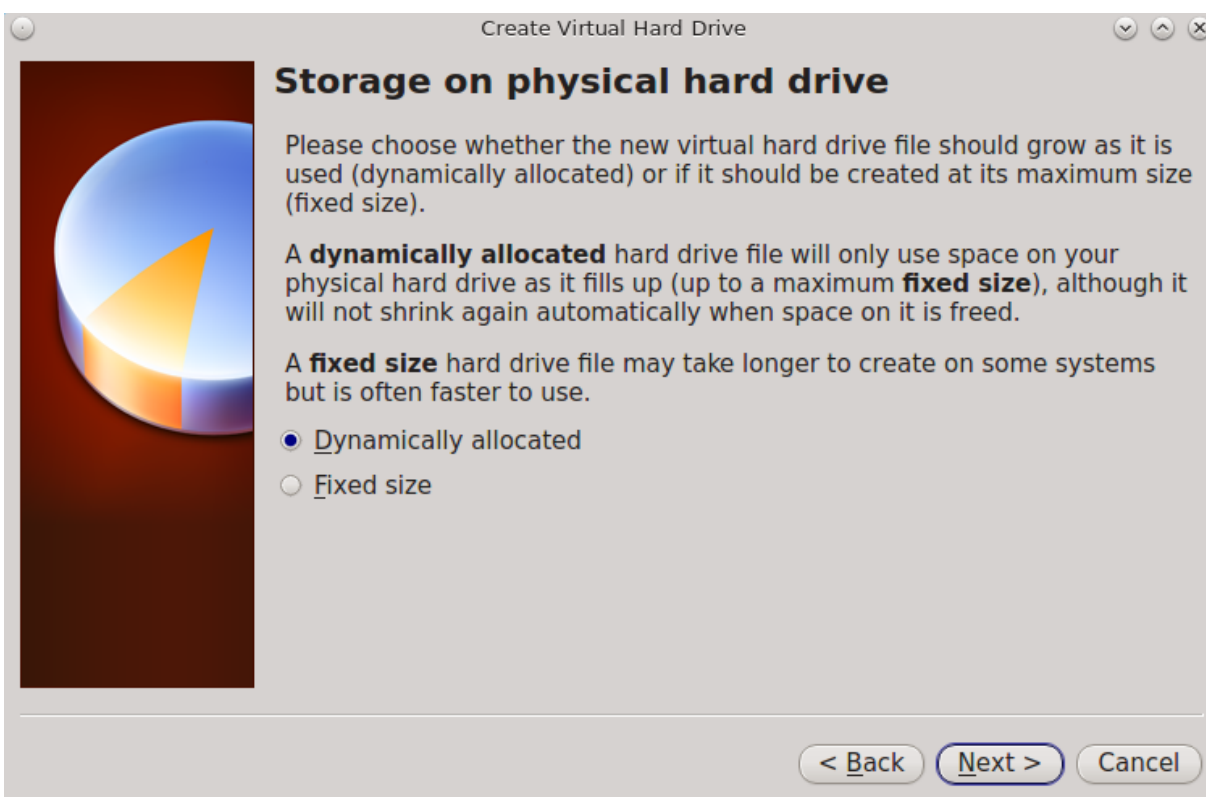 Create Virtual Hard Drive
Storage on physical hard drive
Please choose whether the new virtual hard drive file should grow as it is
used (dynamically allocated) or if it should be created at its maximum size
(fixed size).
A dynamically allocated hard drive file will only use space on your
physical hard drive as it fills up (up to a maximum fixed size), although it
will not shrink again automatically when space on it is freed.
A fixed size hard drive file may take longer to create on some systems
but is often faster to use.
Dynamically allocated
Fixed size
< Back Next > Cancel